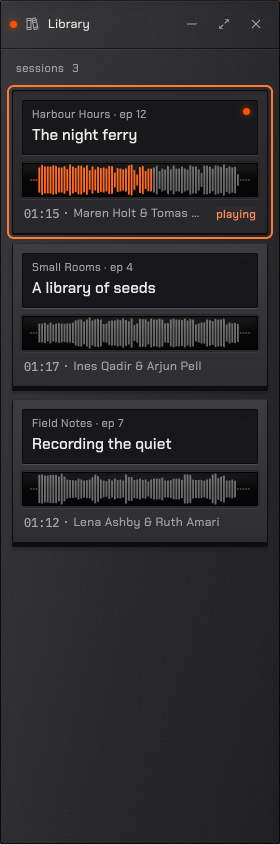 Library
sessions 3
Harbour Hours · ep 12
The night ferry
01:15 · Maren Holt & Tomas ... playing
Small Rooms · ep 4
A library of seeds
01:17 · Ines Qadir & Arjun Pell
Field Notes · ep 7
Recording the quiet
01:12 · Lena Ashby & Ruth Amari